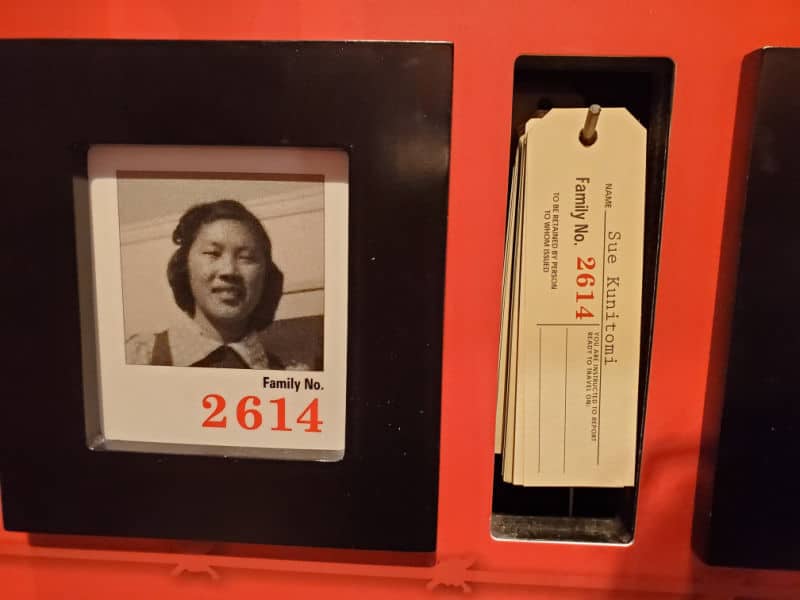 Family No.
2614
NAME Sue Kunitomi
Family No. 2614
TO BE RETAINED BY PERSON
TO WHOM ISSUED
YOU ARE INSTRUCTED TO REPORT
READY TO TRAVEL ON: